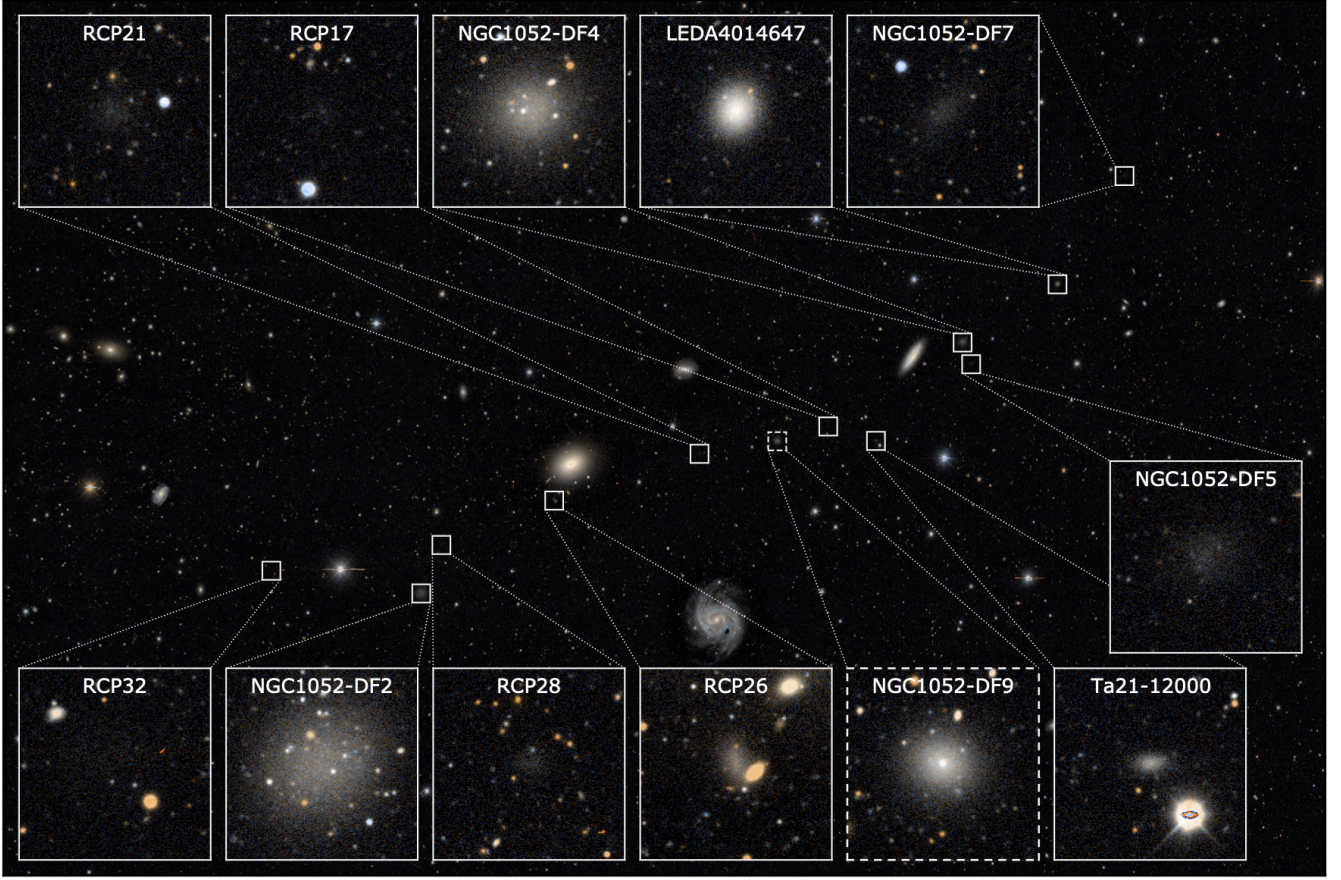 RCP21
RCP17
NGC1052-DF4
LEDA4014647
NGC1052-DF7
NGC1052-DF5
RCP32
NGC1052-DF2
RCP28
RCP26
NGC1052-DF9
Ta21-12000